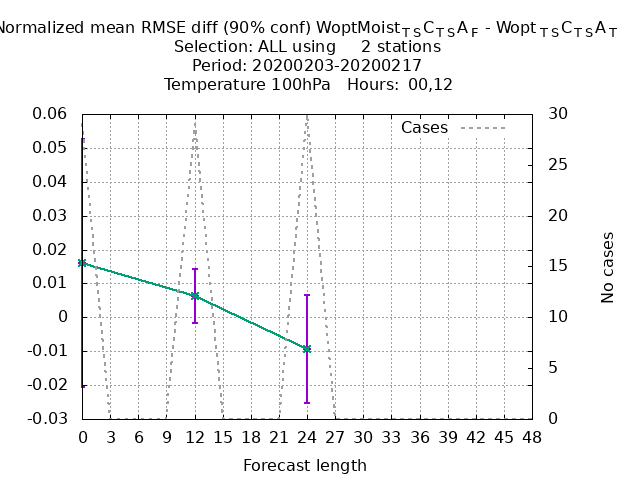 Normalized mean RMSE diff (90% conf) WoptMoist_TSC_TSA_F - Wopt_TSC_TSA_T
Selection: ALL using 2 stations
Period: 20200203-20200217
Temperature 100hPa Hours: 00,12
Cases
0.06
0.05
0.04
0.03
0.02
0.01
0
-0.01
-0.02
-0.03
30
25
20
15
10
5
0
No cases
0 3 6 9 12 15 18 21 24 27 30 33 36 39 42 45 48
Forecast length